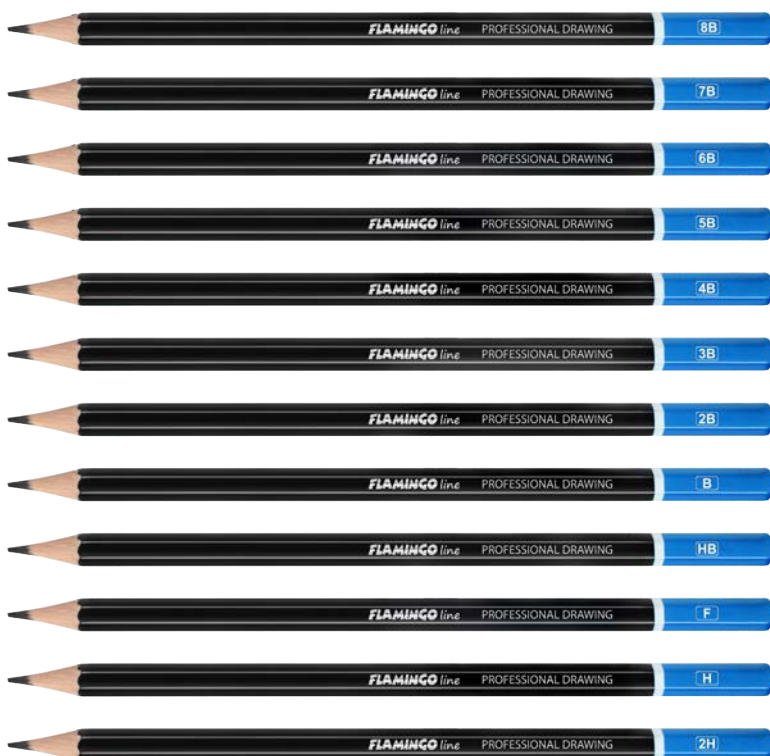 FLAMINGO line PROFESSIONAL DRAWING 8B
FLAMINGO line PROFESSIONAL DRAWING 7B
FLAMINGO line PROFESSIONAL DRAWING 6B
FLAMINGO line PROFESSIONAL DRAWING 5B
FLAMINGO line PROFESSIONAL DRAWING 4B
FLAMINGO line PROFESSIONAL DRAWING 3B
FLAMINGO line PROFESSIONAL DRAWING 2B
FLAMINGO line PROFESSIONAL DRAWING B
FLAMINGO line PROFESSIONAL DRAWING HB
FLAMINGO line PROFESSIONAL DRAWING F
FLAMINGO line PROFESSIONAL DRAWING H
FLAMINGO line PROFESSIONAL DRAWING 2H